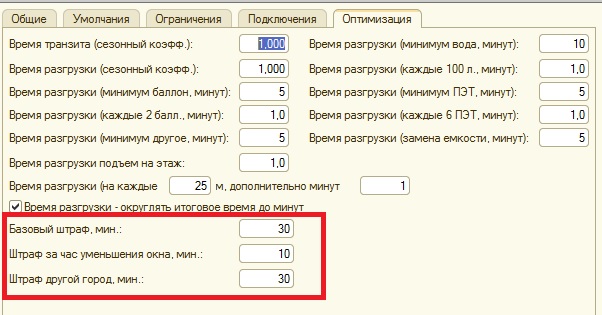 Общие Умолчания Ограничения Подключения Оптимизация
Время транзита (сезонный коэфф.): 1,000 Время разгрузки (минимум вода, минут): 10
Время разгрузки (сезонный коэфф.): 1,000 Время разгрузки (каждые 100 л., минут): 1,0
Время разгрузки (минимум баллон, минут): 5 Время разгрузки (минимум ПЭТ, минут): 5
Время разгрузки (каждые 2 балл., минут): 1,0 Время разгрузки (каждые 6 ПЭТ, минут): 1,0
Время разгрузки (минимум другое, минут): 5 Время разгрузки (замена емкости, минут): 5
Время разгрузки подъем на этаж: 1,0
Время разгрузки (на каждые 25 м, дополнительно минут 1
Время разгрузки - округлять итоговое время до минут
Базовый штраф, мин.: 30
Штраф за час уменьшения окна, мин.: 10
Штраф другой город, мин.: 30